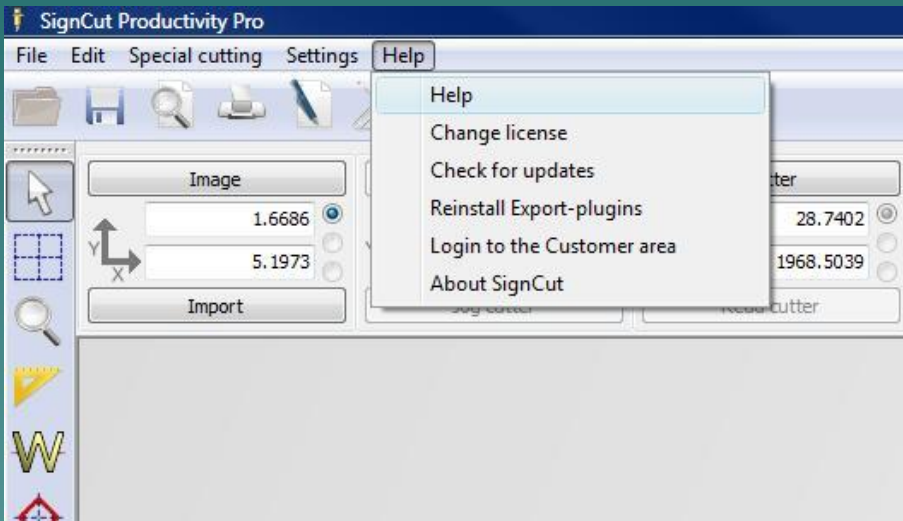 SignCut Productivity Pro
File Edit Special cutting Settings Help
Help
Change license
Check for updates
Reinstall Export-plugins
Login to the Customer area
About SignCut
Image
1.6686
28.7402
Y
X
5.1973
1968.5039
Import
cutter